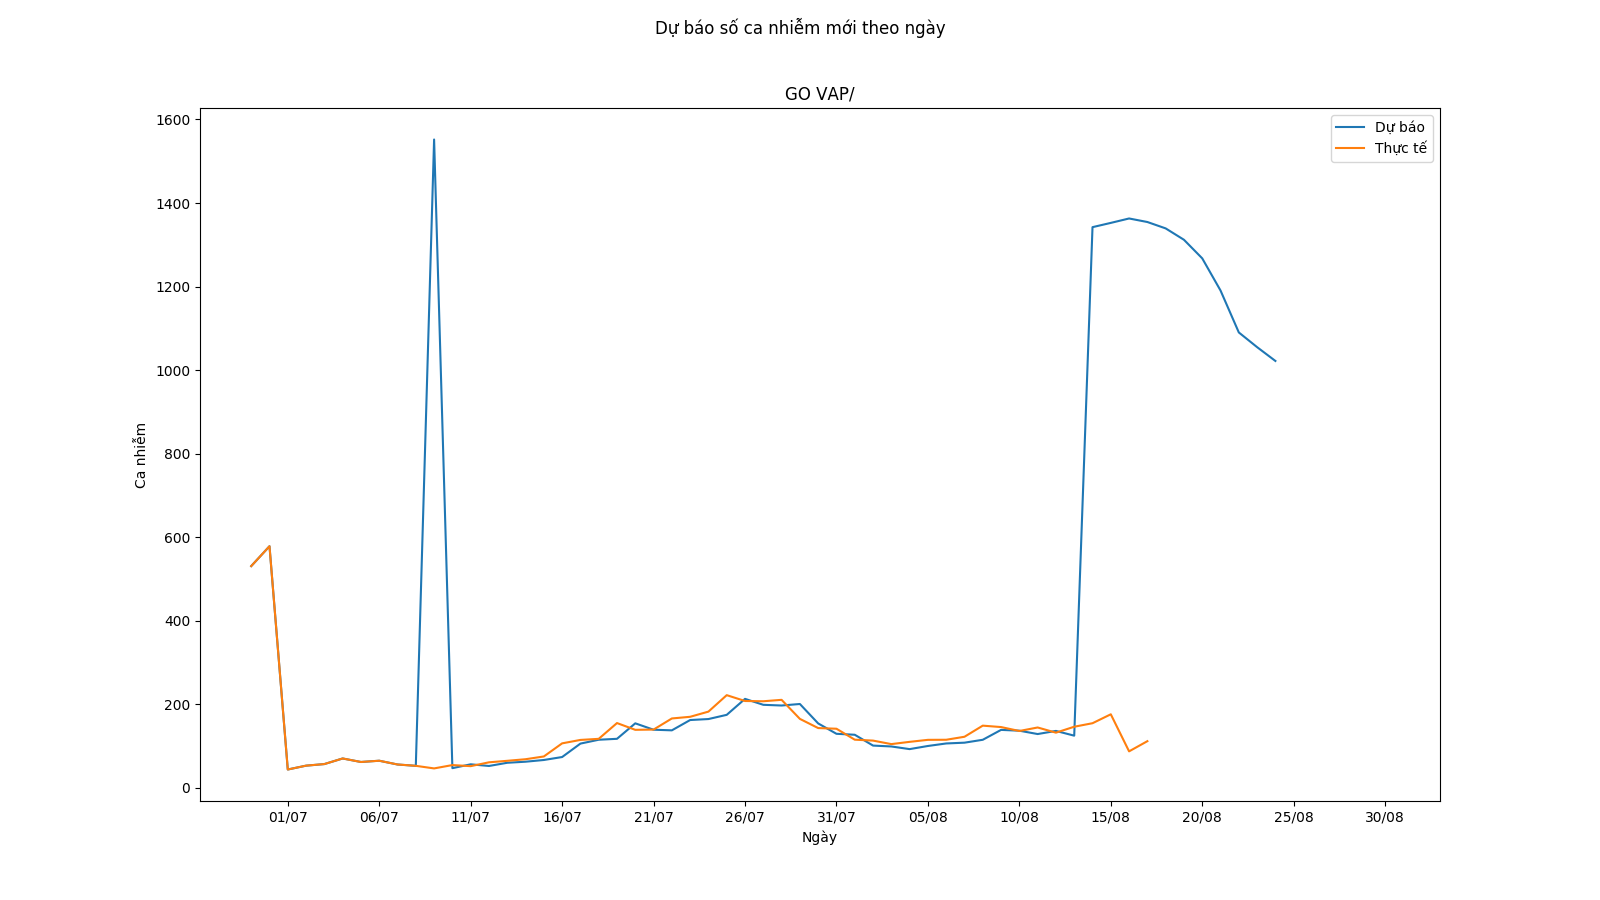 Dự báo số ca nhiễm mới theo ngày
GO VAP/
Dự báo
Thực tế
Ca nhiễm
1600
1400
1200
1000
800
600
400
200
0
01/07 06/07 11/07 16/07 21/07 26/07 31/07 05/08 10/08 15/08 20/08 25/08 30/08
Ngày